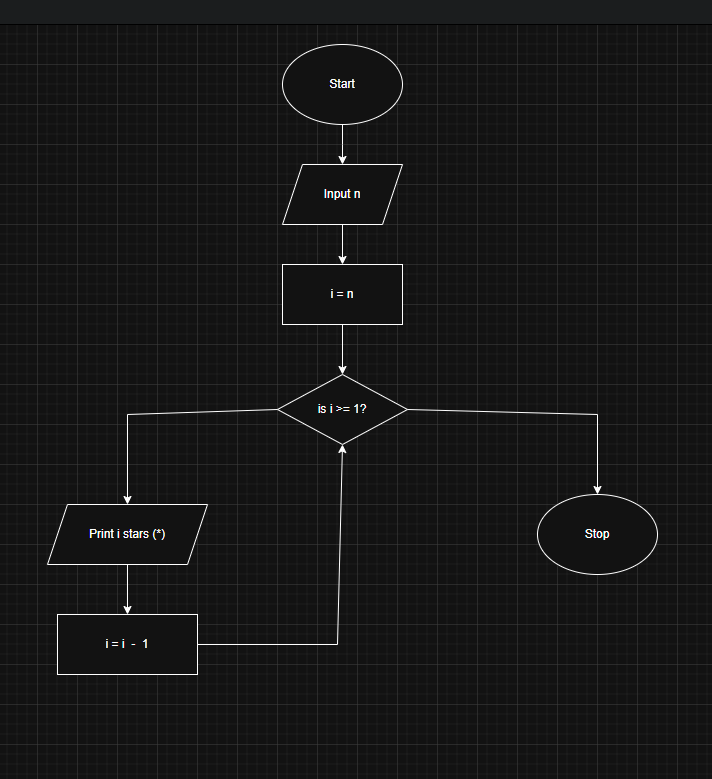 Start
Input n
i = n
is i >= 1?
Print i stars (*)
i = i - 1
Stop